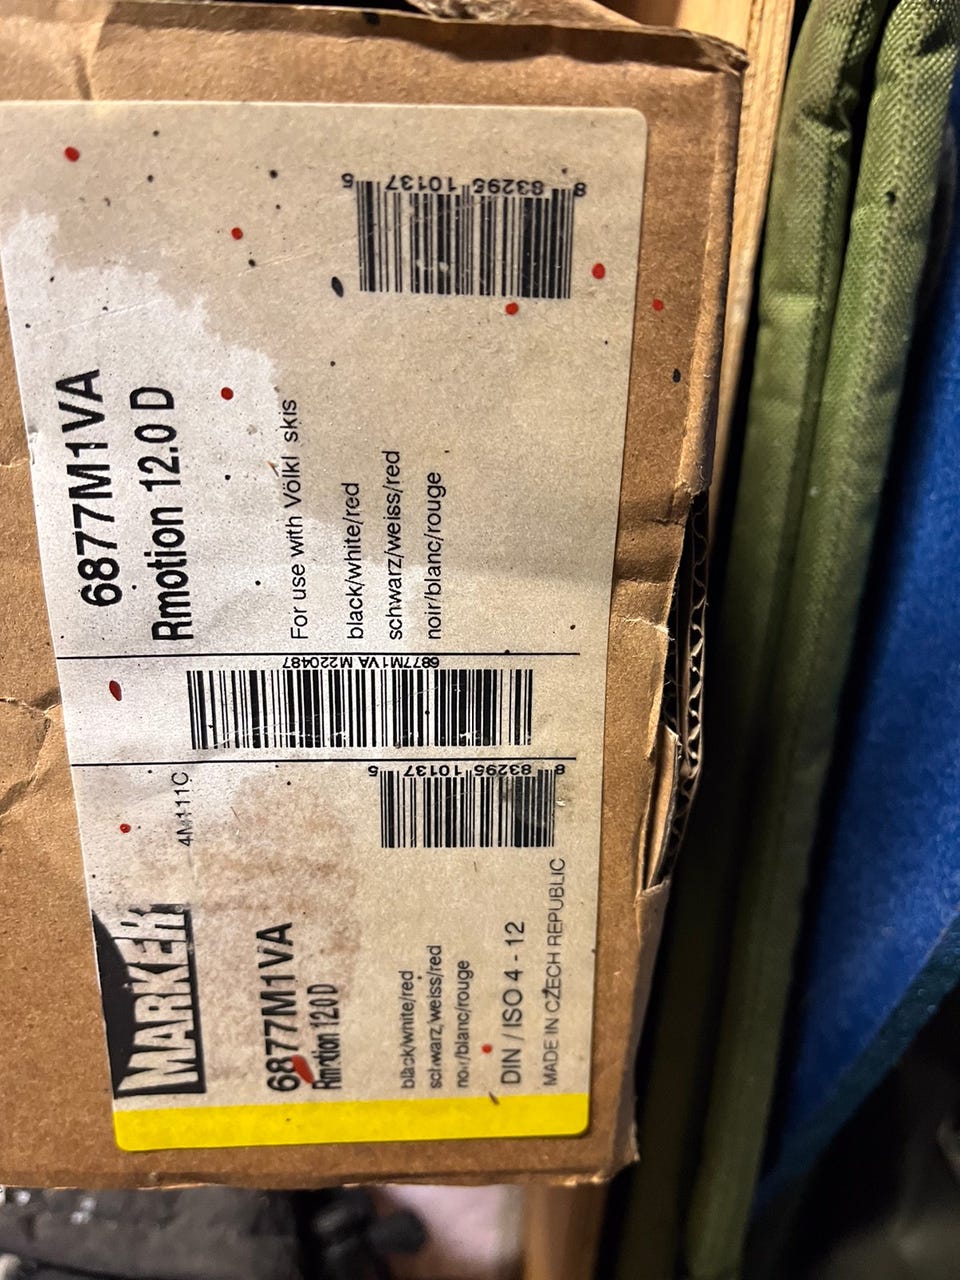 MARKER
4M111C
6877M1VA
Rmotion 12.0 D
black/white/red
schwarz/weiss/red
noir/blanc/rouge
DIN / ISO 4 - 12
MADE IN CZECH REPUBLIC
8 83295 10137 5
6877M1VA M220487
6877M1VA
Rmotion 12.0 D
For use with Völkl skis
black/white/red
schwarz/weiss/red
noir/blanc/rouge
8 83295 10137 5